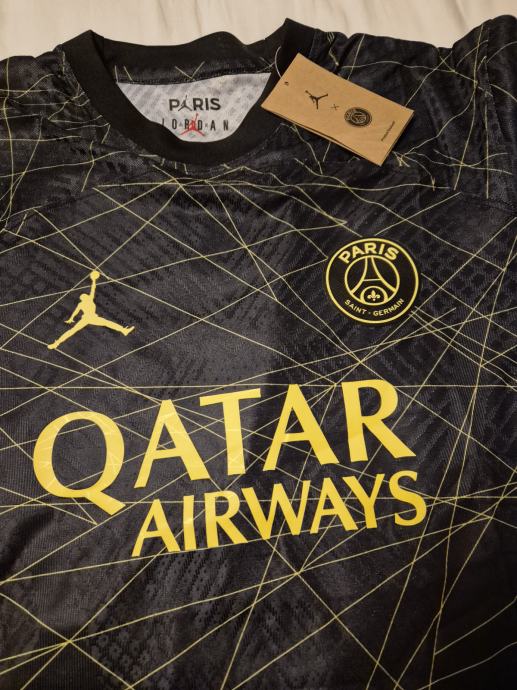 PARIS
JORDAN
PARIS
SAINT-GERMAIN
QATAR
AIRWAYS